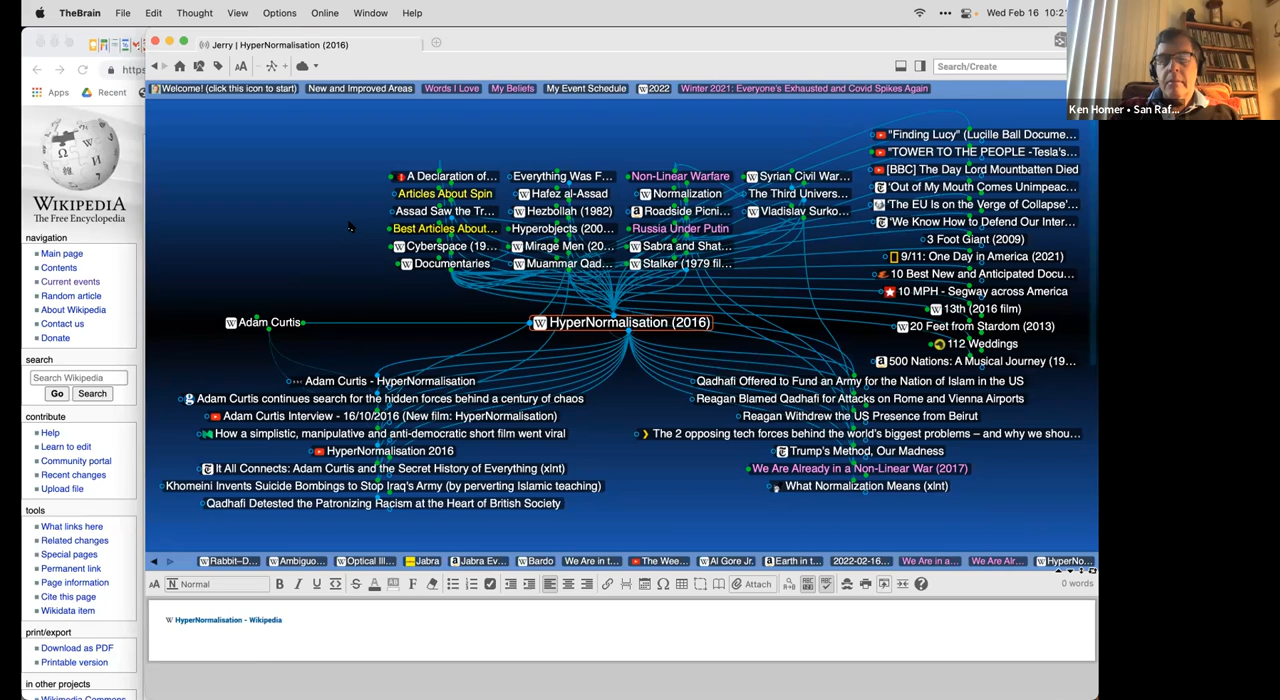 TheBrain File Edit Thought View Options Online Window Help
Wed Feb 16 10:21
Jerry | HyperNormalisation (2016)
https
Search/Create
Apps Recent
Welcome! (click this icon to start) New and Improved Areas Words I Love My Beliefs My Event Schedule 2022 Winter 2021: Everyone's Exhausted and Covid Spikes Again
Ken Homer • San Raf...
WIKIPEDIA
The Free Encyclopedia
navigation
Main page
Contents
Current events
Random article
About Wikipedia
Contact us
Donate
search
Search Wikipedia
Go Search
contribute
Help
Learn to edit
Community portal
Recent changes
Upload file
tools
What links here
Related changes
Special pages
Permanent link
Page information
Cite this page
Wikidata item
print/export
Download as PDF
Printable version
in other projects
Wikimedia Commons
A Declaration of...
Articles About Spin
Assad Saw the Tr...
Best Articles About...
Cyberspace (19...
Documentaries
Everything Was F...
Hafez al-Assad
Hezbollah (1982)
Hyperobjects (200...
Mirage Men (20...
Muammar Qad...
Non-Linear Warfare
Normalization
Roadside Picni...
Russia Under Putin
Sabra and Shat...
Stalker (1979 fil...
Syrian Civil War...
The Third Univers...
Vladislav Surko...
"Finding Lucy" (Lucille Ball Docume...
"TOWER TO THE PEOPLE -Tesla's...
[BBC] The Day Lord Mountbatten Died
'Out of My Mouth Comes Unimpeac...
'The EU Is on the Verge of Collapse'...
'We Know How to Defend Our Inter...
3 Foot Giant (2009)
9/11: One Day in America (2021)
10 Best New and Anticipated Docu...
10 MPH - Segway across America
13th (2016 film)
20 Feet from Stardom (2013)
112 Weddings
500 Nations: A Musical Journey (19...
Adam Curtis
HyperNormalisation (2016)
Adam Curtis - HyperNormalisation
Adam Curtis continues search for the hidden forces behind a century of chaos
Adam Curtis Interview - 16/10/2016 (New film: HyperNormalisation)
How a simplistic, manipulative and anti-democratic short film went viral
HyperNormalisation 2016
It All Connects: Adam Curtis and the Secret History of Everything (xlnt)
Khomeini Invents Suicide Bombings to Stop Iraq's Army (by perverting Islamic teaching)
Qadhafi Detested the Patronizing Racism at the Heart of British Society
Qadhafi Offered to Fund an Army for the Nation of Islam in the US
Reagan Blamed Qadhafi for Attacks on Rome and Vienna Airports
Reagan Withdrew the US Presence from Beirut
The 2 opposing tech forces behind the world's biggest problems – and why we shou...
Trump's Method, Our Madness
We Are Already in a Non-Linear War (2017)
What Normalization Means (xlnt)
Rabbit–D... Ambiguo... Optical Ill... Jabra Jabra Ev... Bardo We Are in t... The Wee... Al Gore Jr. Earth in t... 2022-02-16... We Are in a... We Are Alr... HyperNo...
Normal B I U F Attach 0 words
HyperNormalisation - Wikipedia